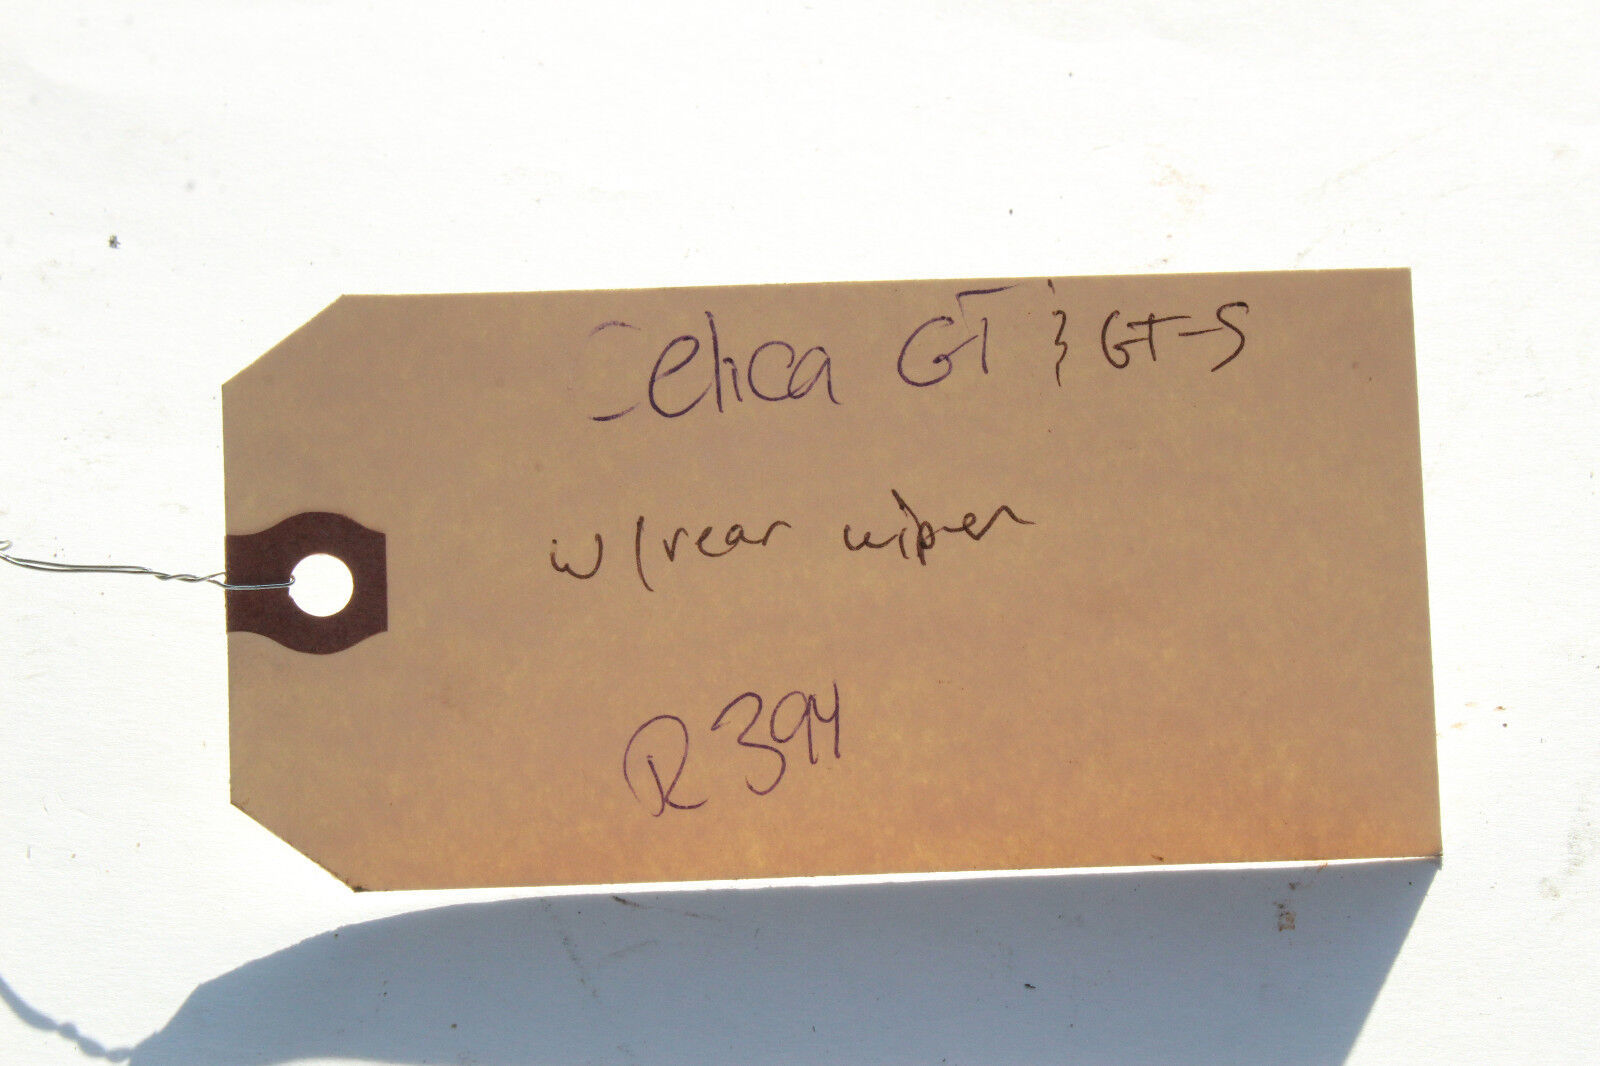 Celica GT & GT-S
w/rear wiper
R394